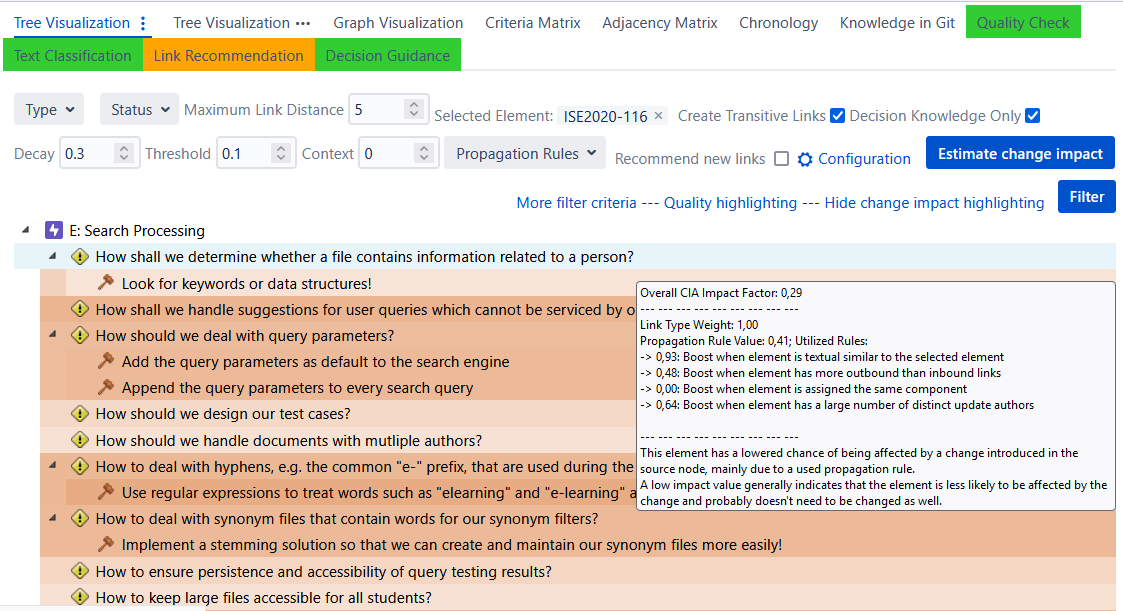 Tree Visualization Tree Visualization Graph Visualization Criteria Matrix Adjacency Matrix Chronology Knowledge in Git Quality Check
Text Classification Link Recommendation Decision Guidance
Type Status Maximum Link Distance 5 Selected Element: ISE2020-116 × Create Transitive Links Decision Knowledge Only
Decay 0.3 Threshold 0.1 Context 0 Propagation Rules Recommend new links Configuration Estimate change impact
More filter criteria --- Quality highlighting --- Hide change impact highlighting Filter
E: Search Processing
How shall we determine whether a file contains information related to a person?
Look for keywords or data structures!
How shall we handle suggestions for user queries which cannot be serviced by o
How should we deal with query parameters?
Add the query parameters as default to the search engine
Append the query parameters to every search query
How should we design our test cases?
How should we handle documents with mutliple authors?
How to deal with hyphens, e.g. the common "e-" prefix, that are used during the
Use regular expressions to treat words such as "elearning" and "e-learning" a
How to deal with synonym files that contain words for our synonym filters?
Implement a stemming solution so that we can create and maintain our synonym files more easily!
How to ensure persistence and accessibility of query testing results?
How to keep large files accessible for all students?
Overall CIA Impact Factor: 0,29
--- --- --- --- --- --- --- ---
Link Type Weight: 1,00
Propagation Rule Value: 0,41; Utilized Rules:
-> 0,93: Boost when element is textual similar to the selected element
-> 0,48: Boost when element has more outbound than inbound links
-> 0,00: Boost when element is assigned the same component
-> 0,64: Boost when element has a large number of distinct update authors
--- --- --- --- --- --- --- ---
This element has a lowered chance of being affected by a change introduced in the
source node, mainly due to a used propagation rule.
A low impact value generally indicates that the element is less likely to be affected by the
change and probably doesn't need to be changed as well.